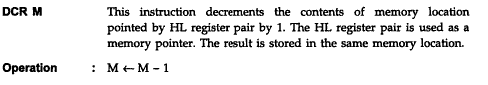 DCR M This instruction decrements the contents of memory location
pointed by HL register pair by 1. The HL register pair is used as a
memory pointer. The result is stored in the same memory location.
Operation : M ← M – 1